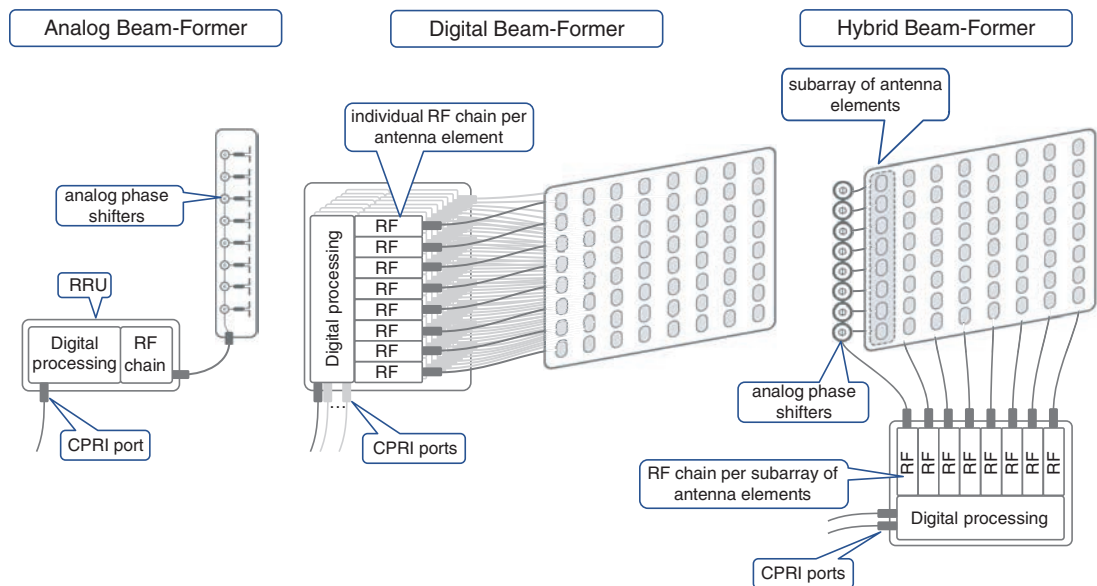 Analog Beam-Former
Digital Beam-Former
Hybrid Beam-Former
analog phase
shifters
RRU
Digital
processing
RF
chain
CPRI port
individual RF chain per
antenna element
Digital processing
RF
RF
RF
RF
RF
RF
RF
RF
...
CPRI ports
subarray of antenna
elements
Φ
Φ
Φ
Φ
Φ
Φ
Φ
Φ
analog phase
shifters
RF
RF
RF
RF
RF
RF
RF
RF
RF chain per subarray of
antenna elements
Digital processing
CPRI ports